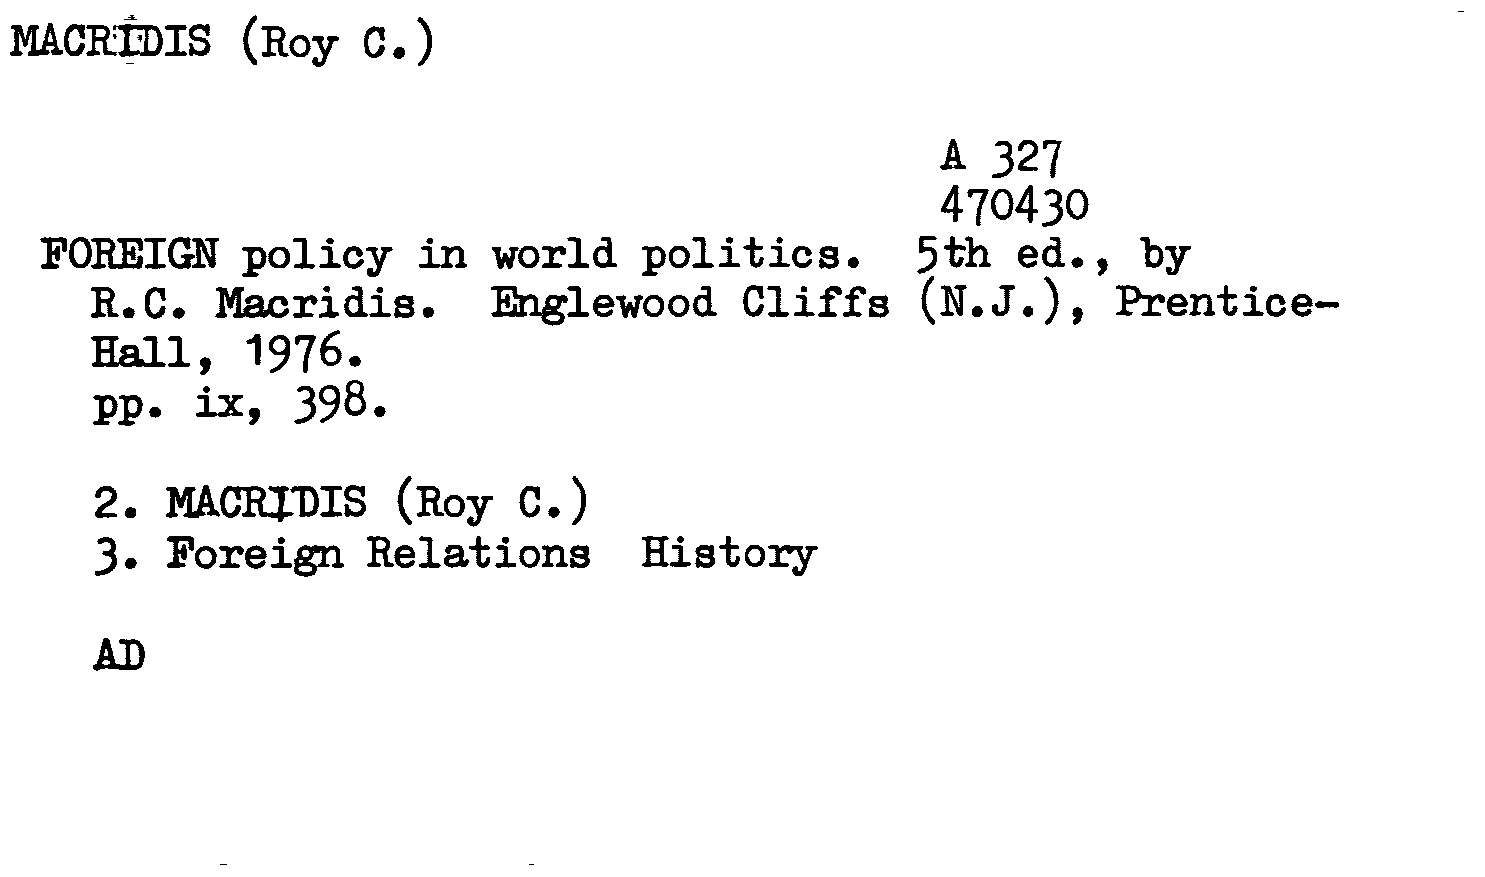 MACRIDIS (Roy C.)
A 327
470430
FOREIGN policy in world politics. 5th ed., by
R.C. Macridis. Englewood Cliffs (N.J.), Prentice-
Hall, 1976.
pp. ix, 398.
2. MACRIDIS (Roy C.)
3. Foreign Relations History
AD